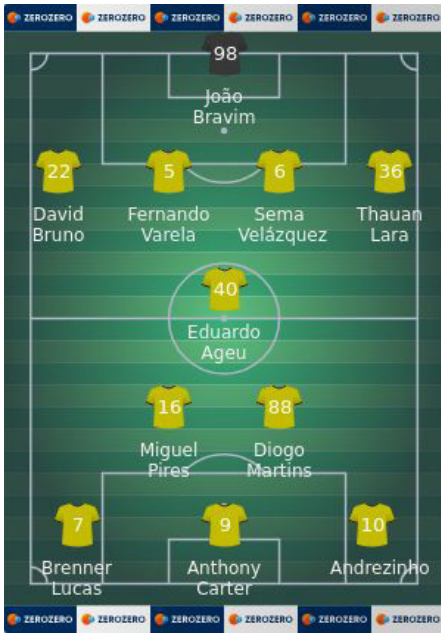 ZEROZERO ZEROZERO ZEROZERO ZEROZERO ZEROZERO ZEROZERO
98
João
Bravim
22 5 6 36
David Fernando Sema Thauan
Bruno Varela Velázquez Lara
40
Eduardo
Ageu
16 88
Miguel Diogo
Pires Martins
7 9 10
Brenner Anthony Andrezinho
Lucas Carter
ZEROZERO ZEROZERO ZEROZERO ZEROZERO ZEROZERO ZEROZERO